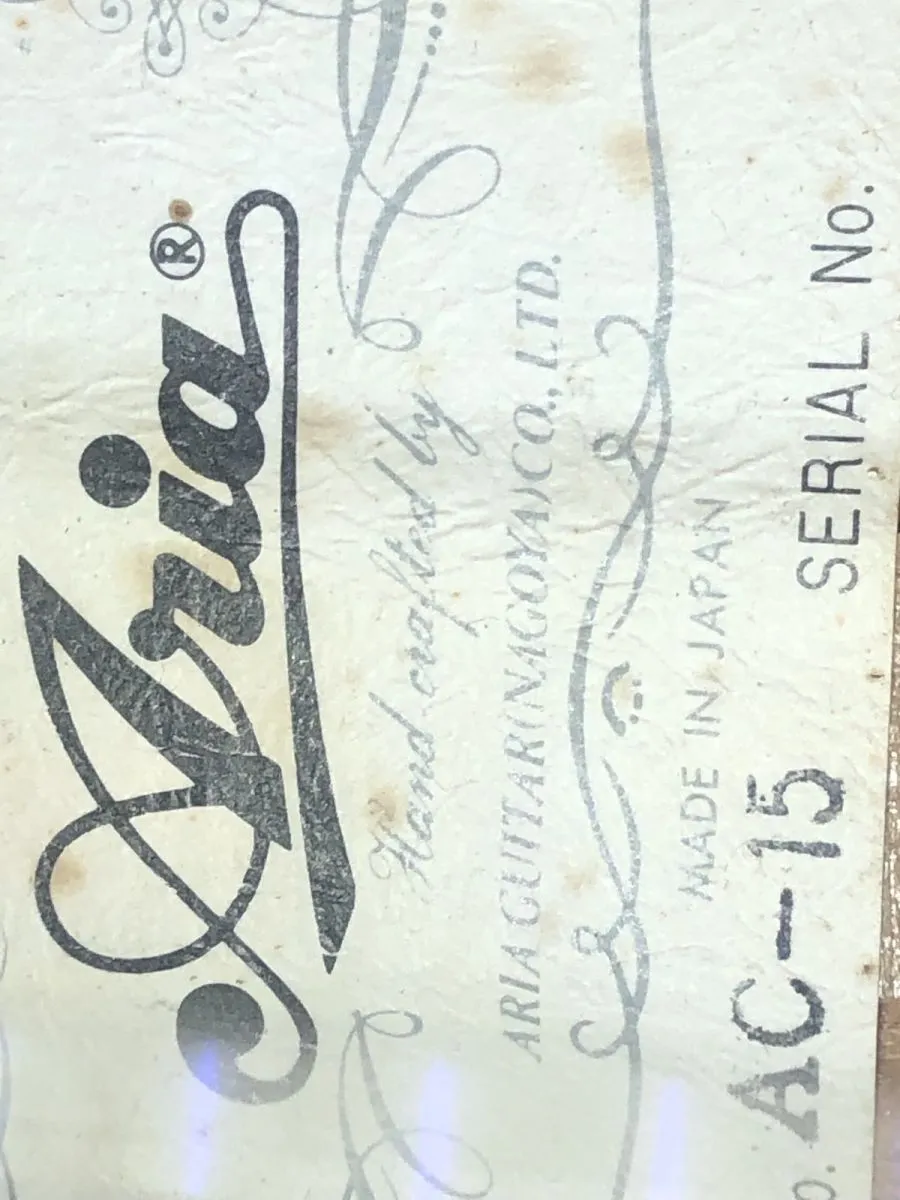 Aria®
Hand crafted by
ARIA GUITAR(NAGOYA)CO., LTD.
MADE IN JAPAN
o. AC-15 SERIAL No.